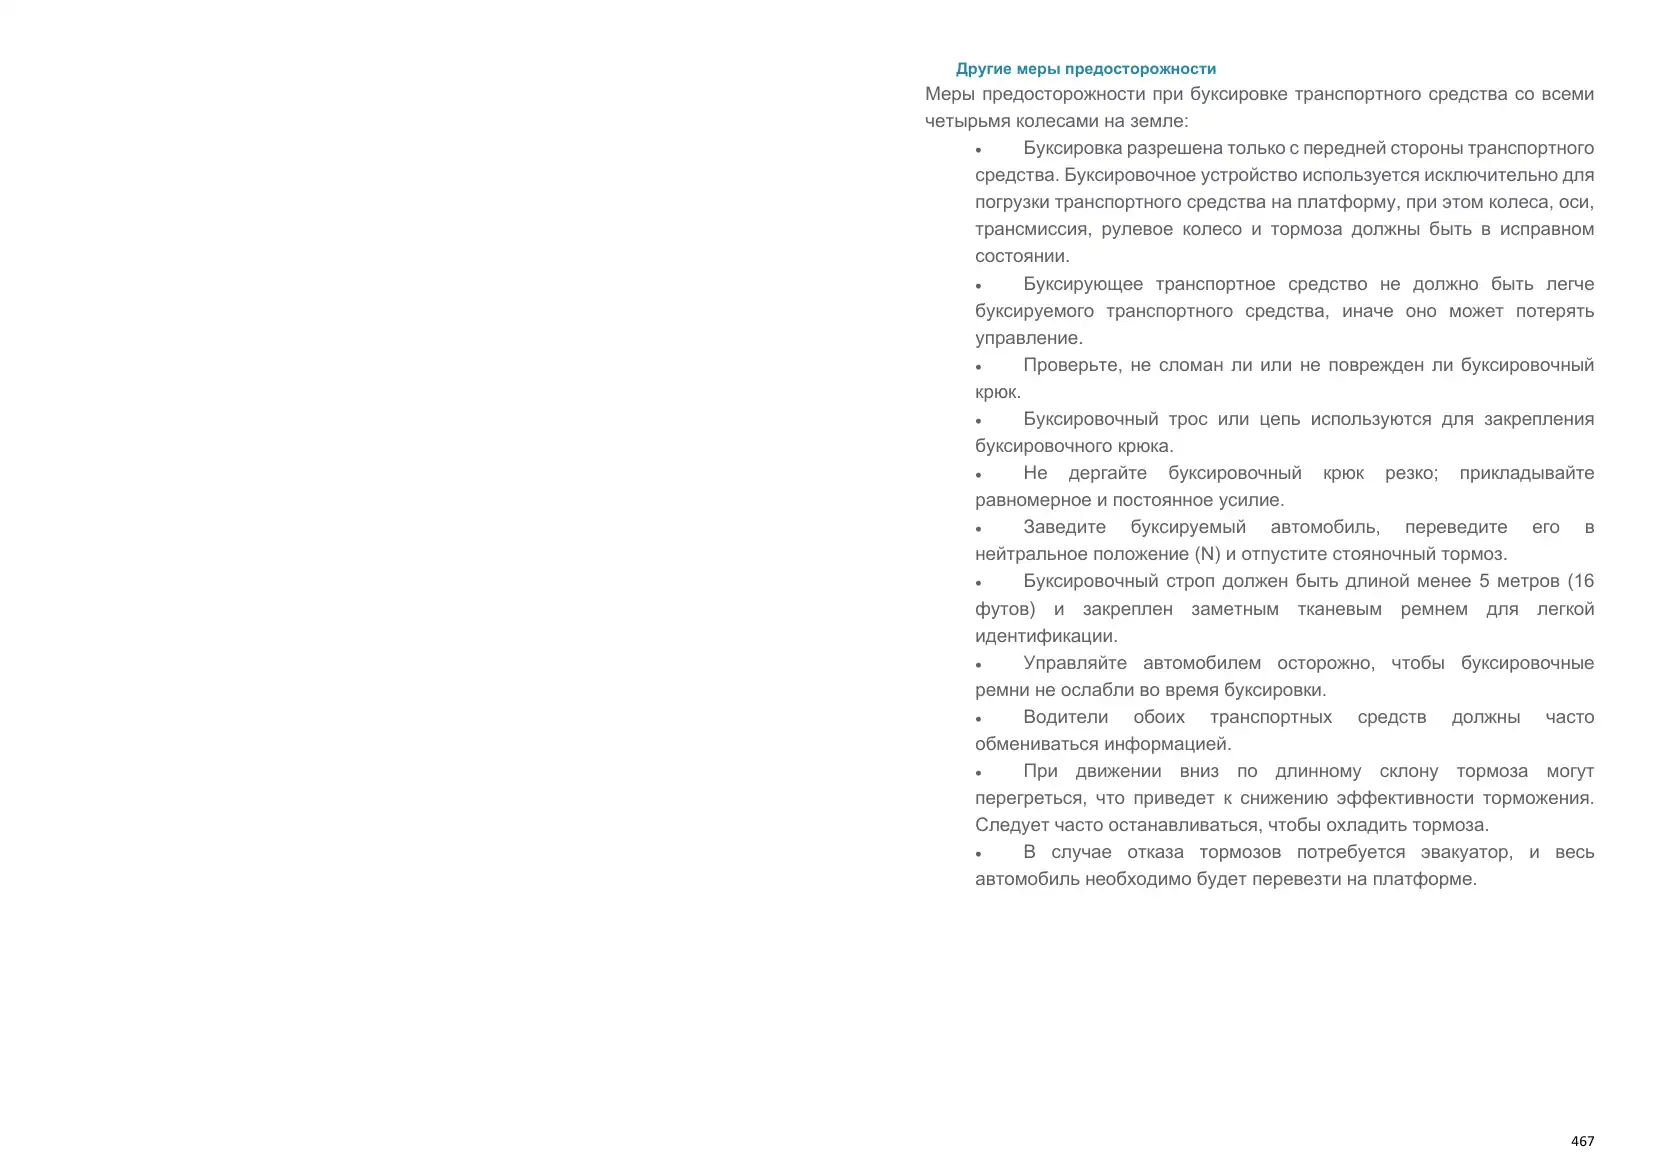 Другие меры предосторожности
Меры предосторожности при буксировке транспортного средства со всеми
четырьмя колесами на земле:
• Буксировка разрешена только с передней стороны транспортного
средства. Буксировочное устройство используется исключительно для
погрузки транспортного средства на платформу, при этом колеса, оси,
трансмиссия, рулевое колесо и тормоза должны быть в исправном
состоянии.
• Буксирующее транспортное средство не должно быть легче
буксируемого транспортного средства, иначе оно может потерять
управление.
• Проверьте, не сломан ли или не поврежден ли буксировочный
крюк.
• Буксировочный трос или цепь используются для закрепления
буксировочного крюка.
• Не дергайте буксировочный крюк резко; прикладывайте
равномерное и постоянное усилие.
• Заведите буксируемый автомобиль, переведите его в
нейтральное положение (N) и отпустите стояночный тормоз.
• Буксировочный строп должен быть длиной менее 5 метров (16
футов) и закреплен заметным тканевым ремнем для легкой
идентификации.
• Управляйте автомобилем осторожно, чтобы буксировочные
ремни не ослабли во время буксировки.
• Водители обоих транспортных средств должны часто
обмениваться информацией.
• При движении вниз по длинному склону тормоза могут
перегреться, что приведет к снижению эффективности торможения.
Следует часто останавливаться, чтобы охладить тормоза.
• В случае отказа тормозов потребуется эвакуатор, и весь
автомобиль необходимо будет перевезти на платформе.
467